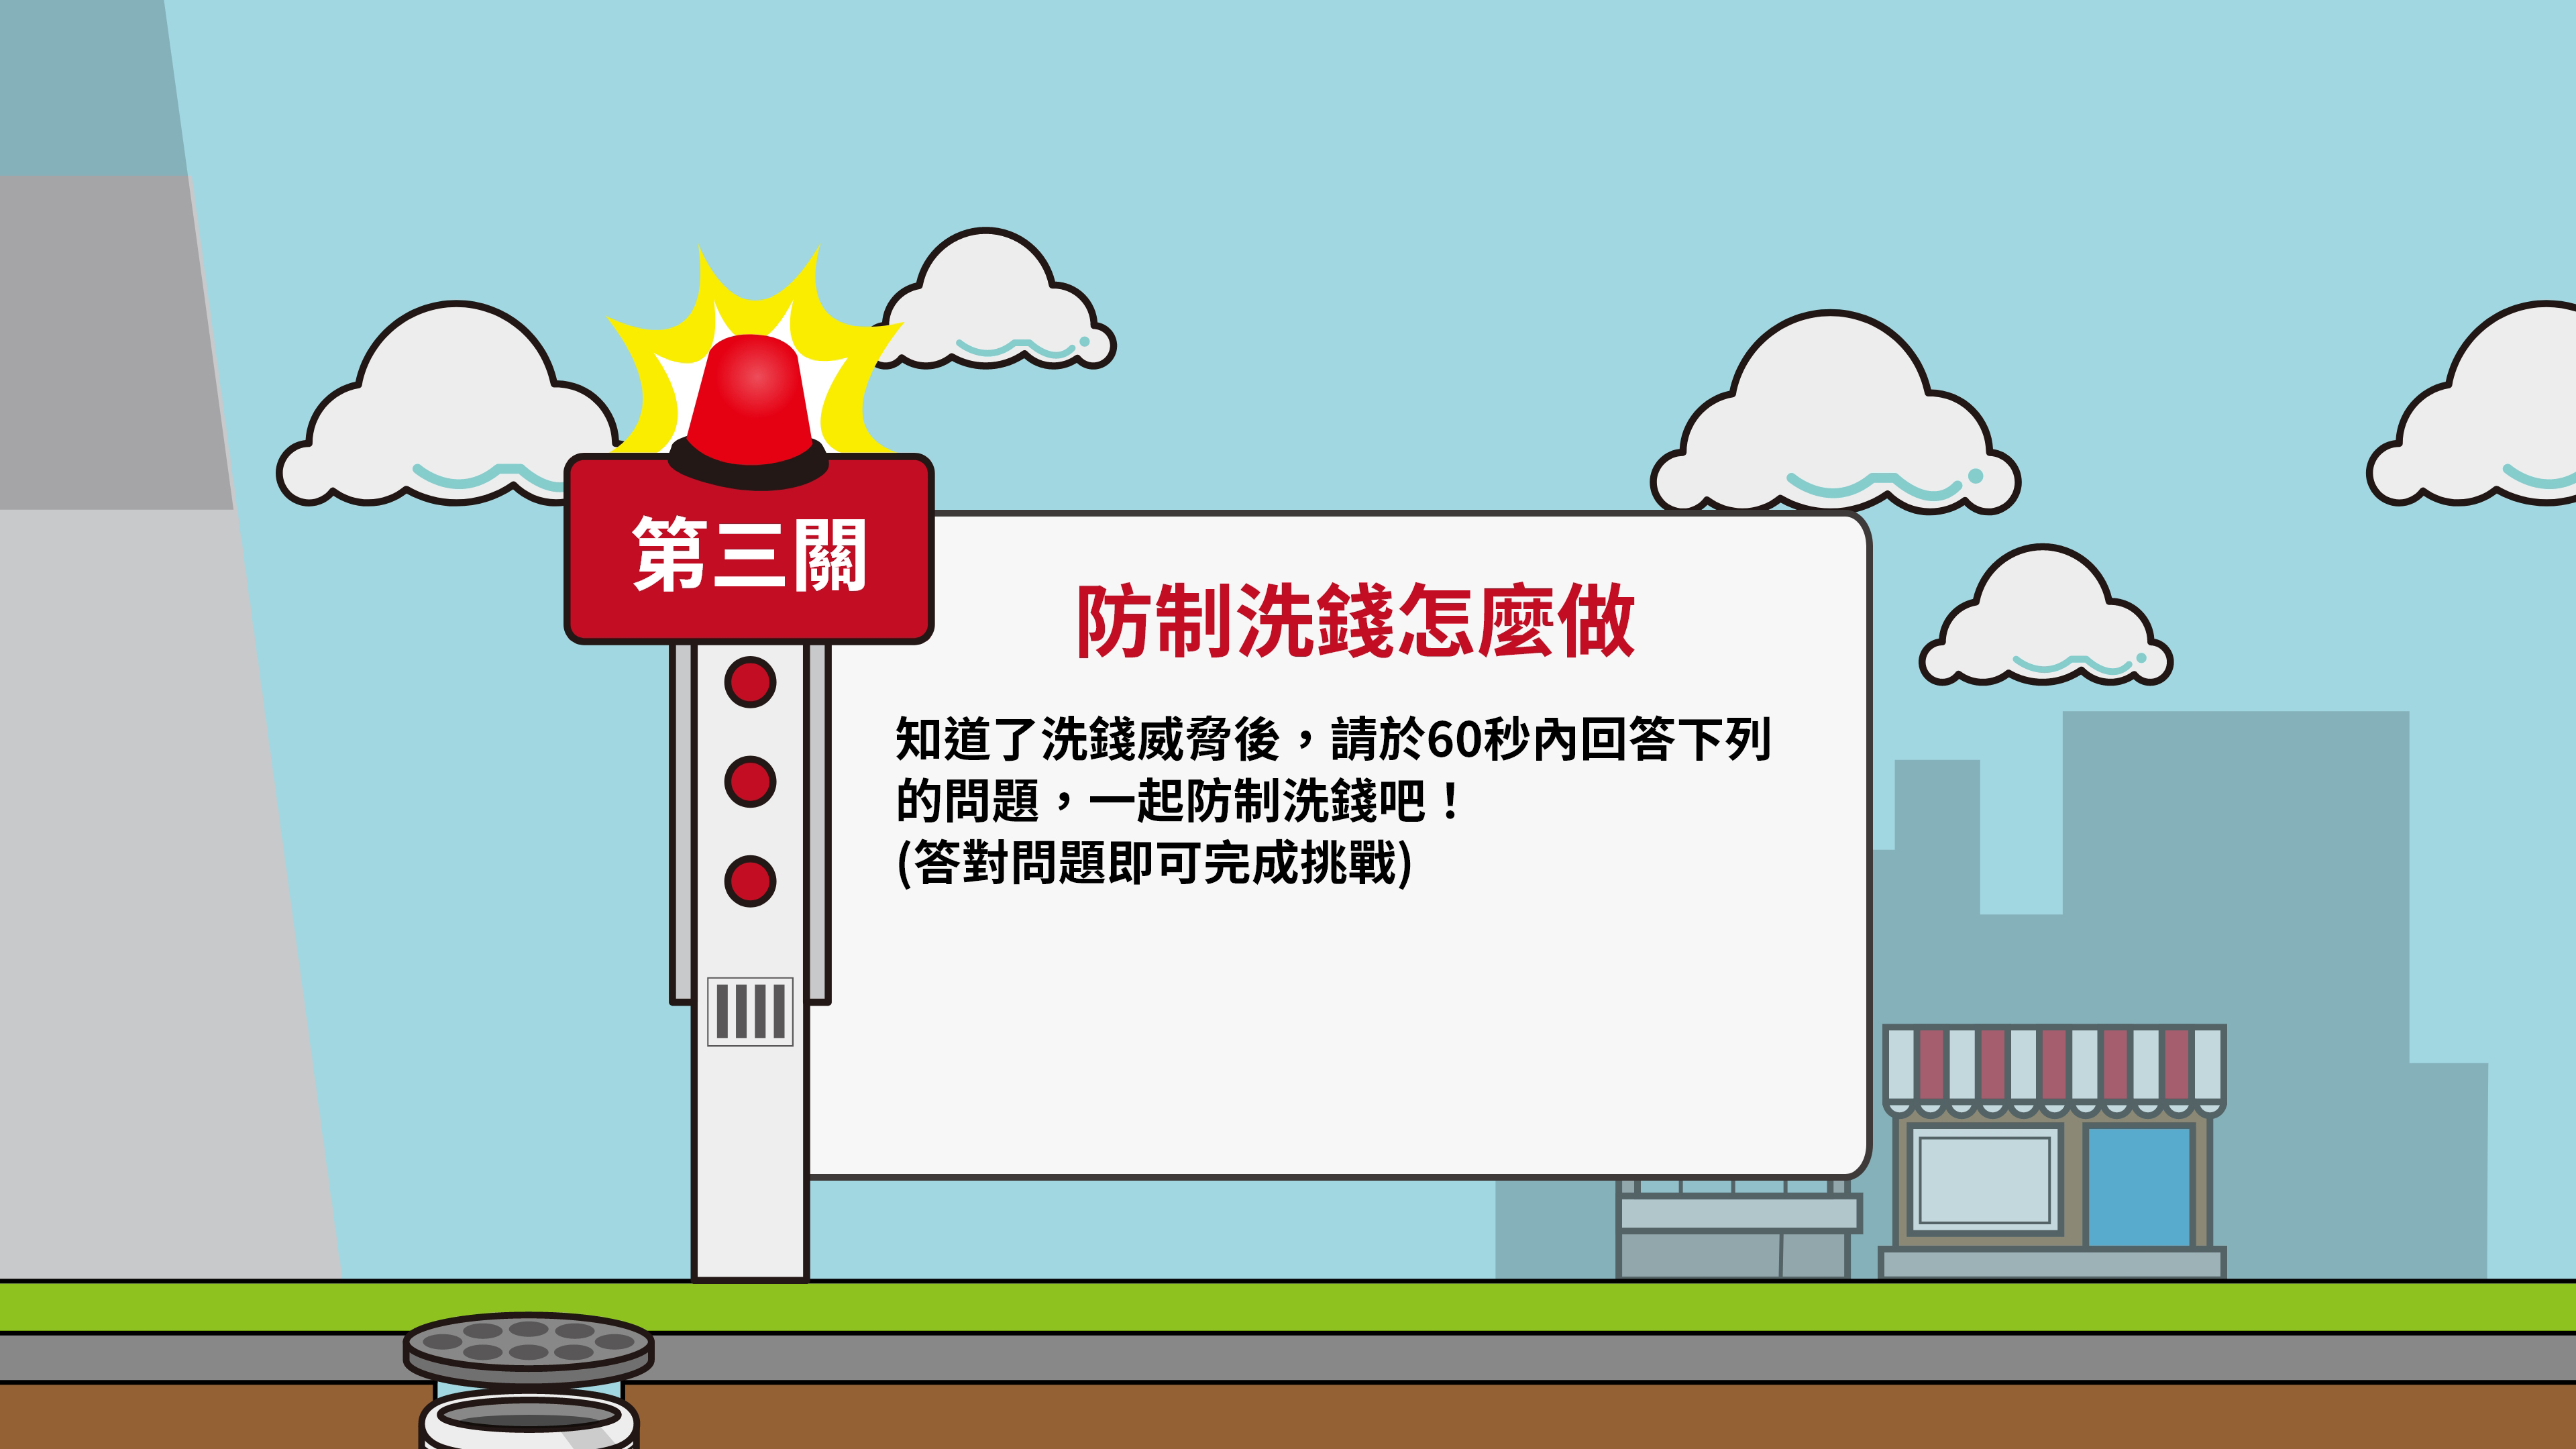 第三關
防制洗錢怎麼做
知道了洗錢威脅後，請於60秒內回答下列
的問題，一起防制洗錢吧！
(答對問題即可完成挑戰)